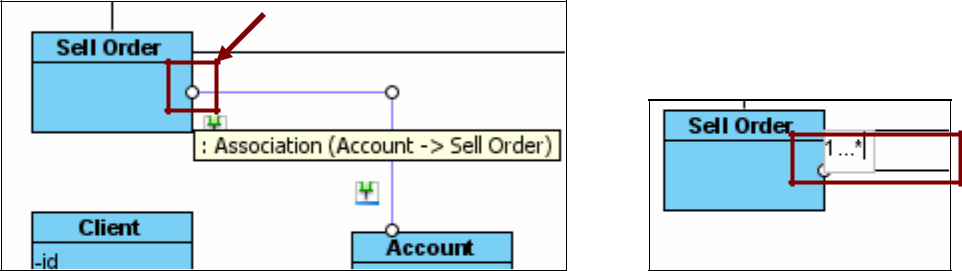 Sell Order
: Association (Account -> Sell Order)
Client
-id
Account
Sell Order
1 ...*